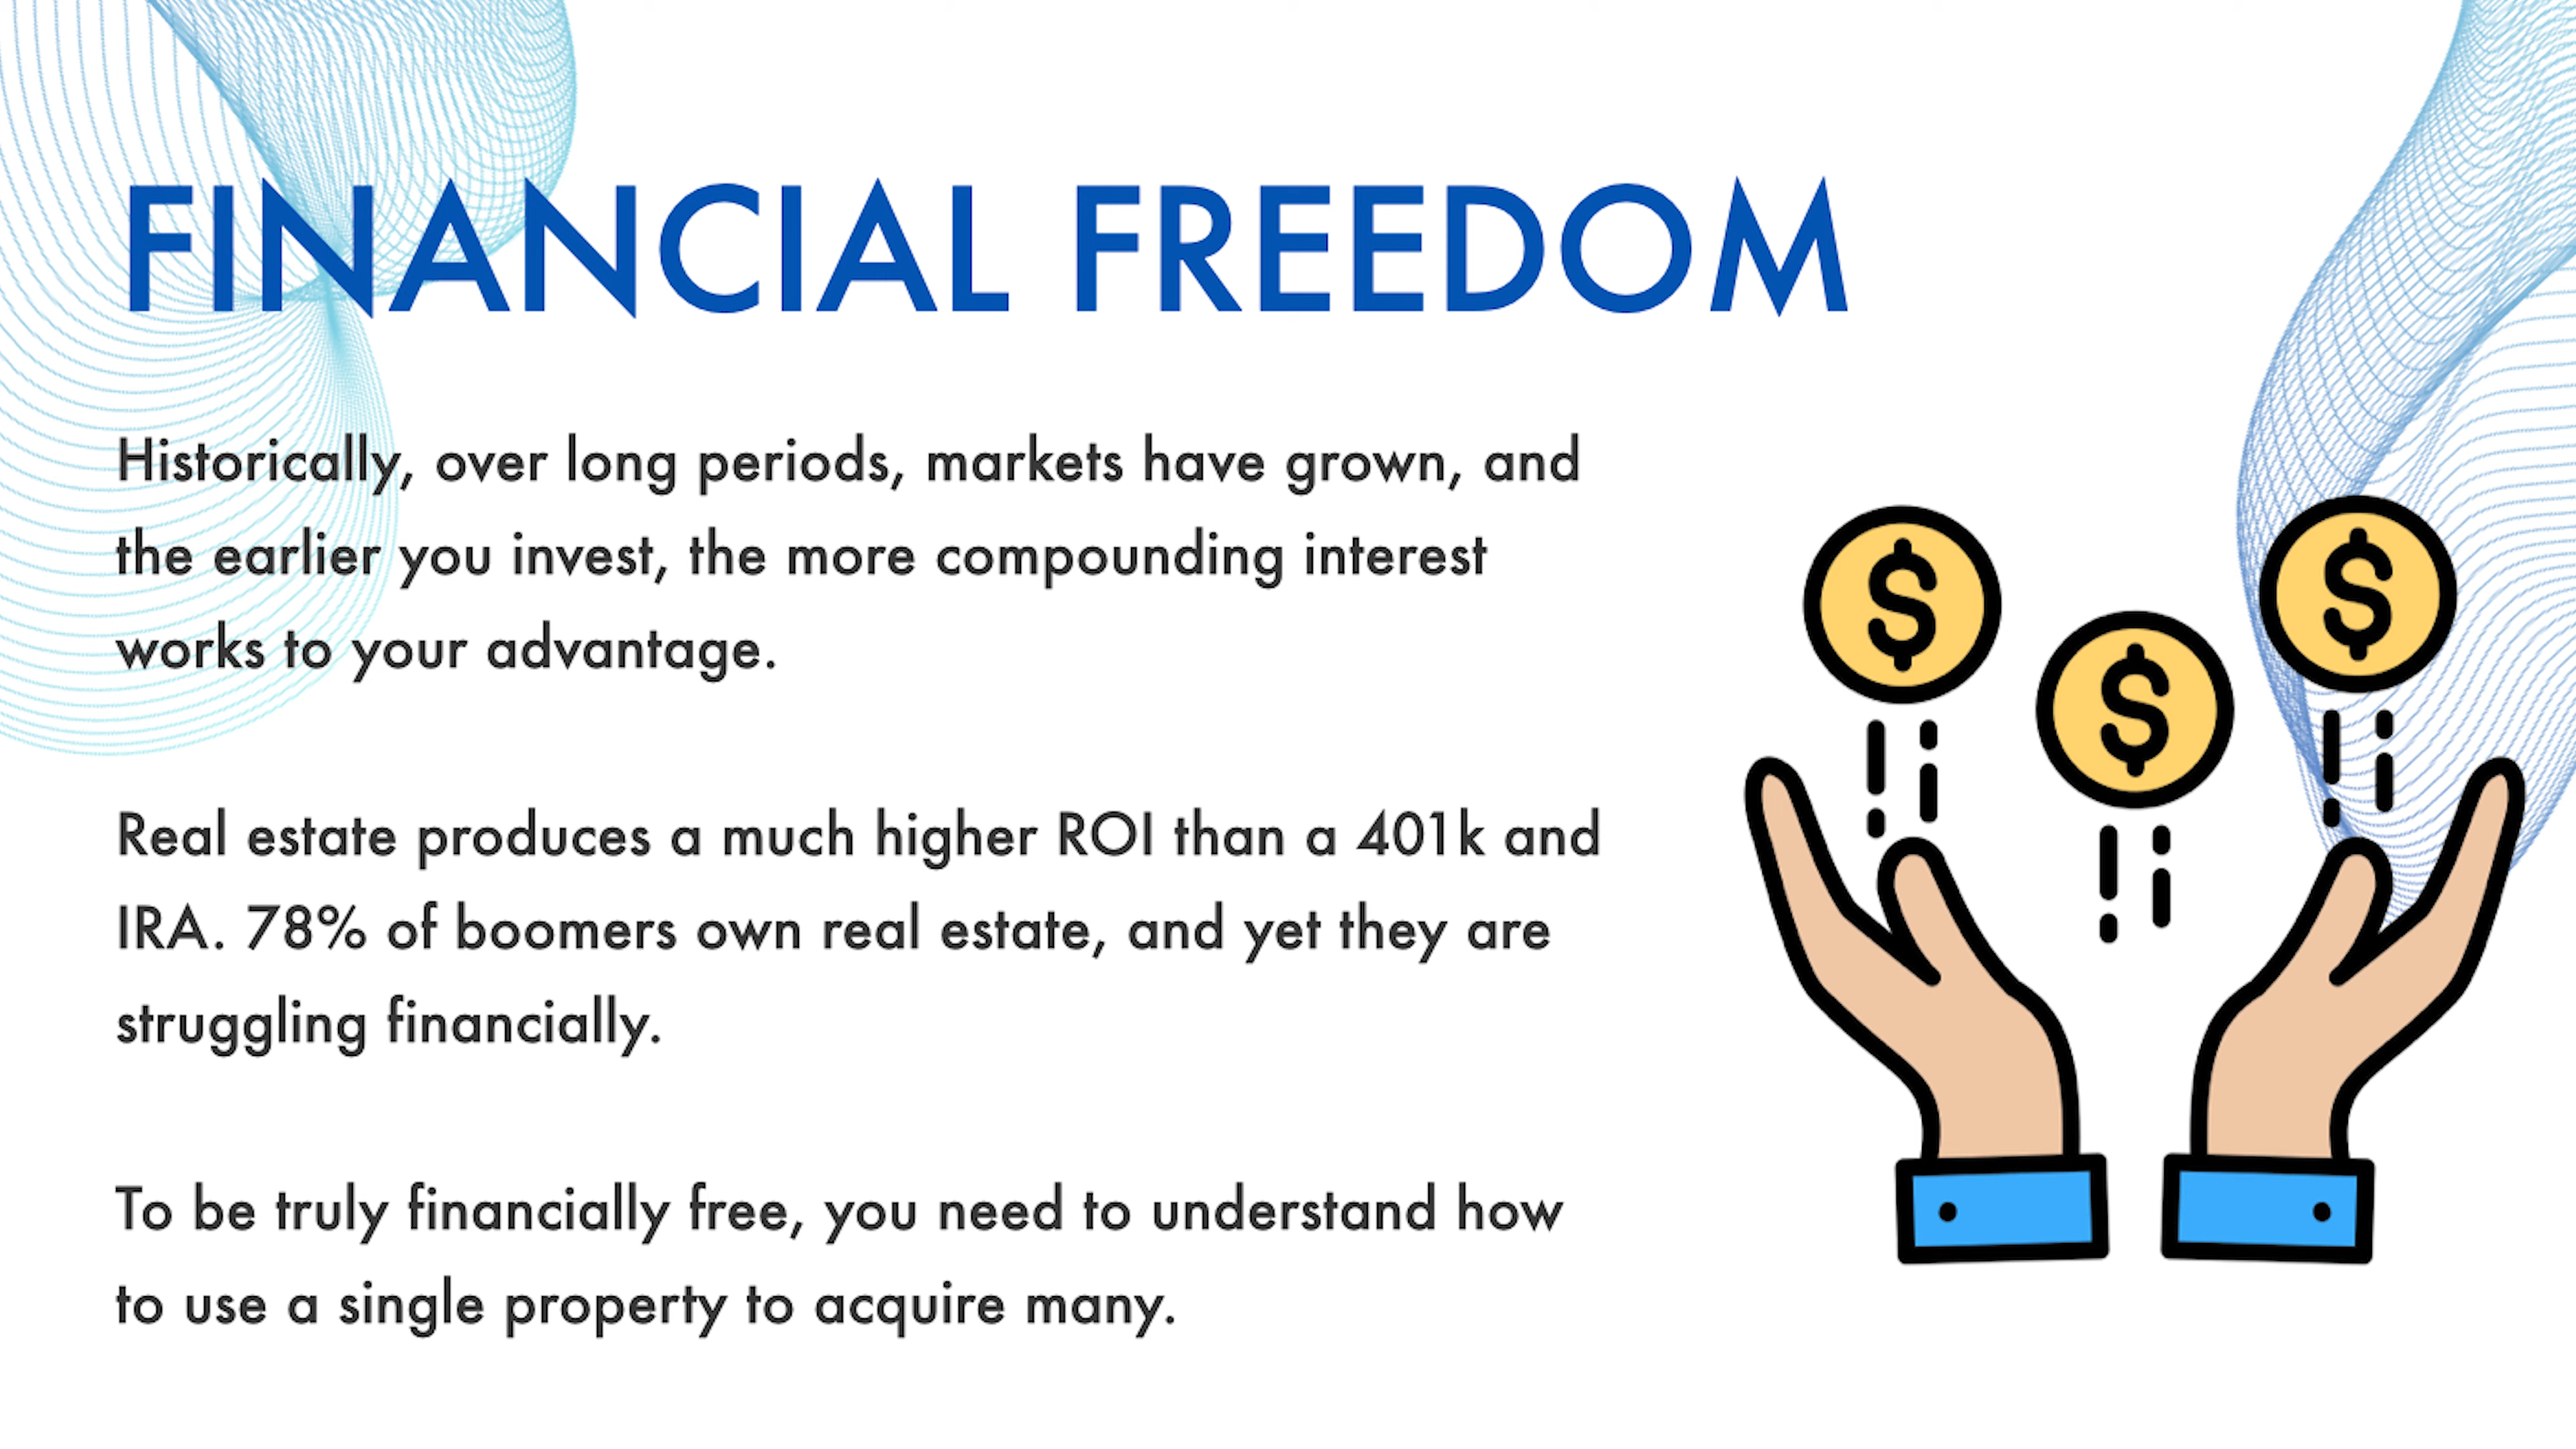 FINANCIAL FREEDOM
Historically, over long periods, markets have grown, and
the earlier you invest, the more compounding interest
works to your advantage.
Real estate produces a much higher ROI than a 401k and
IRA. 78% of boomers own real estate, and yet they are
struggling financially.
To be truly financially free, you need to understand how
to use a single property to acquire many.
$
$
$